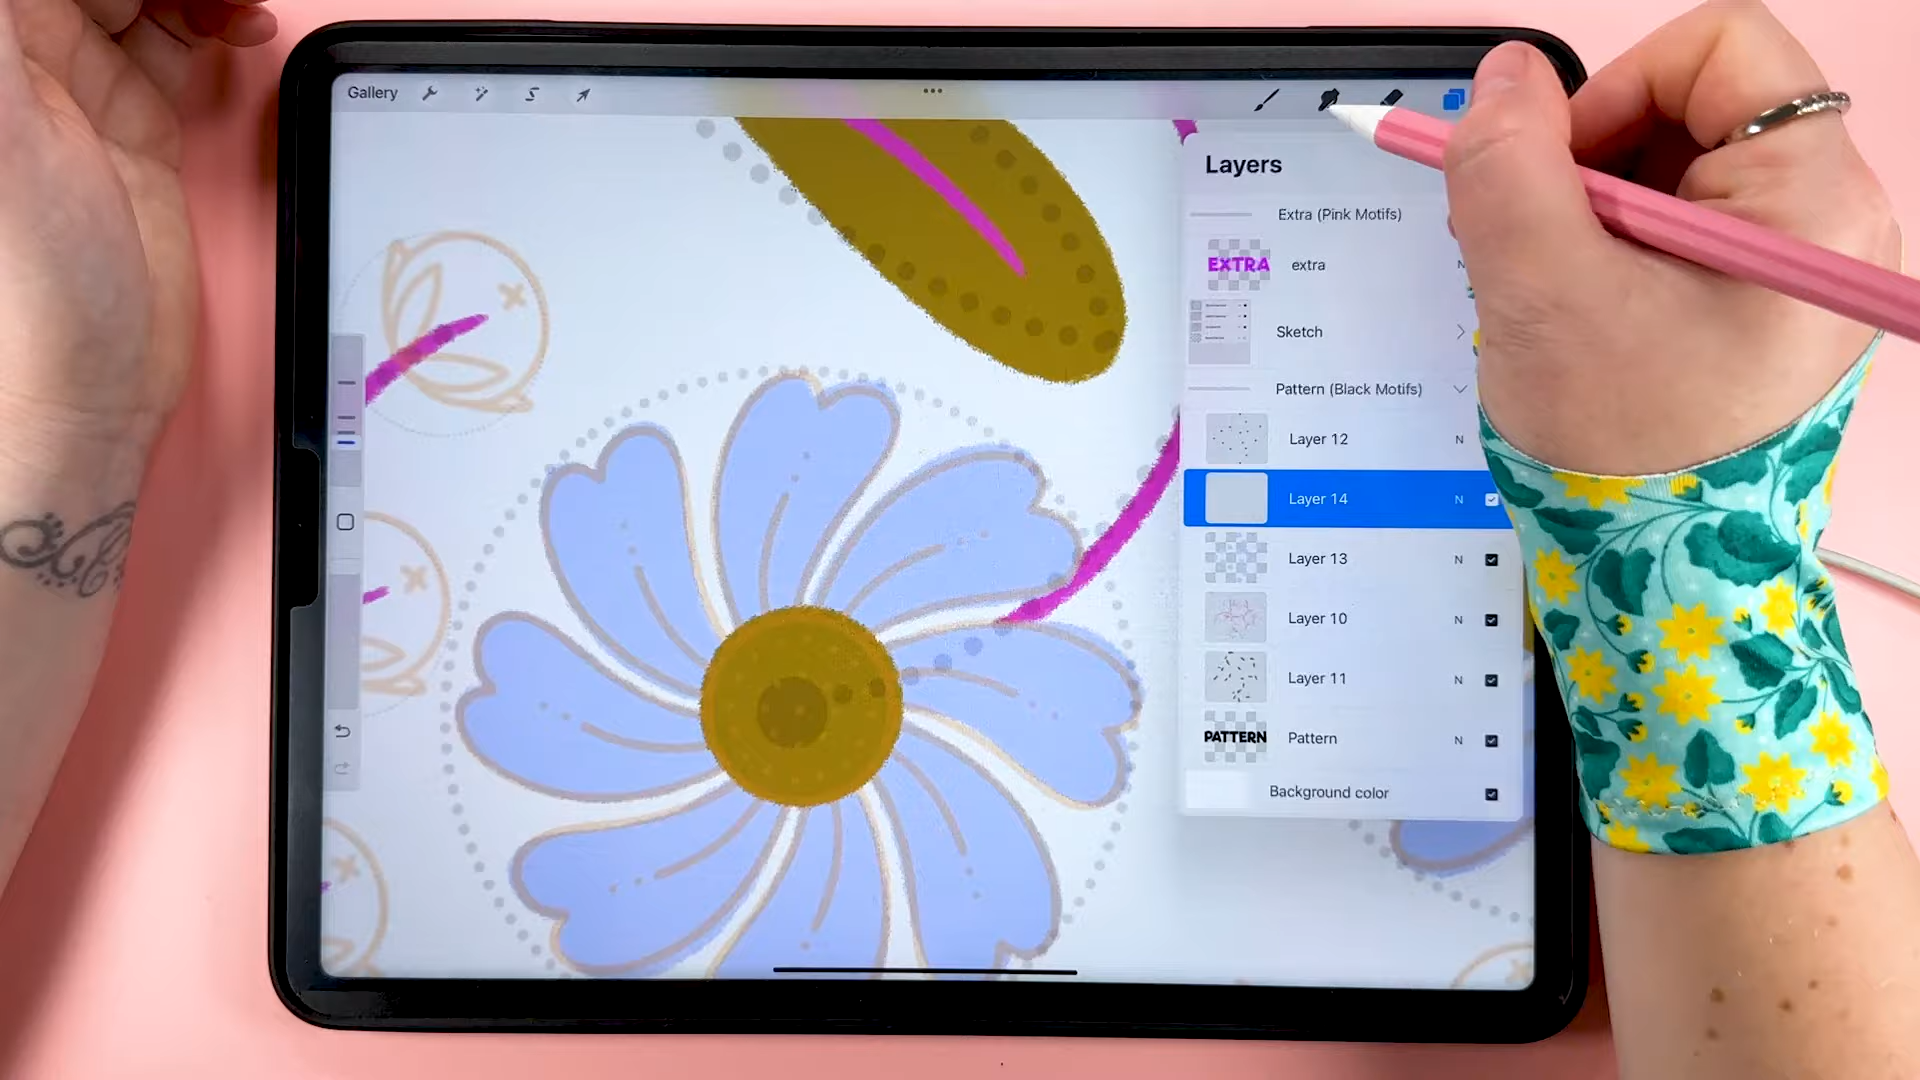 Gallery
Layers
Extra (Pink Motifs)
EXTRA extra N
Sketch
Pattern (Black Motifs)
Layer 12 N
Layer 14 N
Layer 13 N
Layer 10 N
Layer 11 N
PATTERN Pattern N
Background color